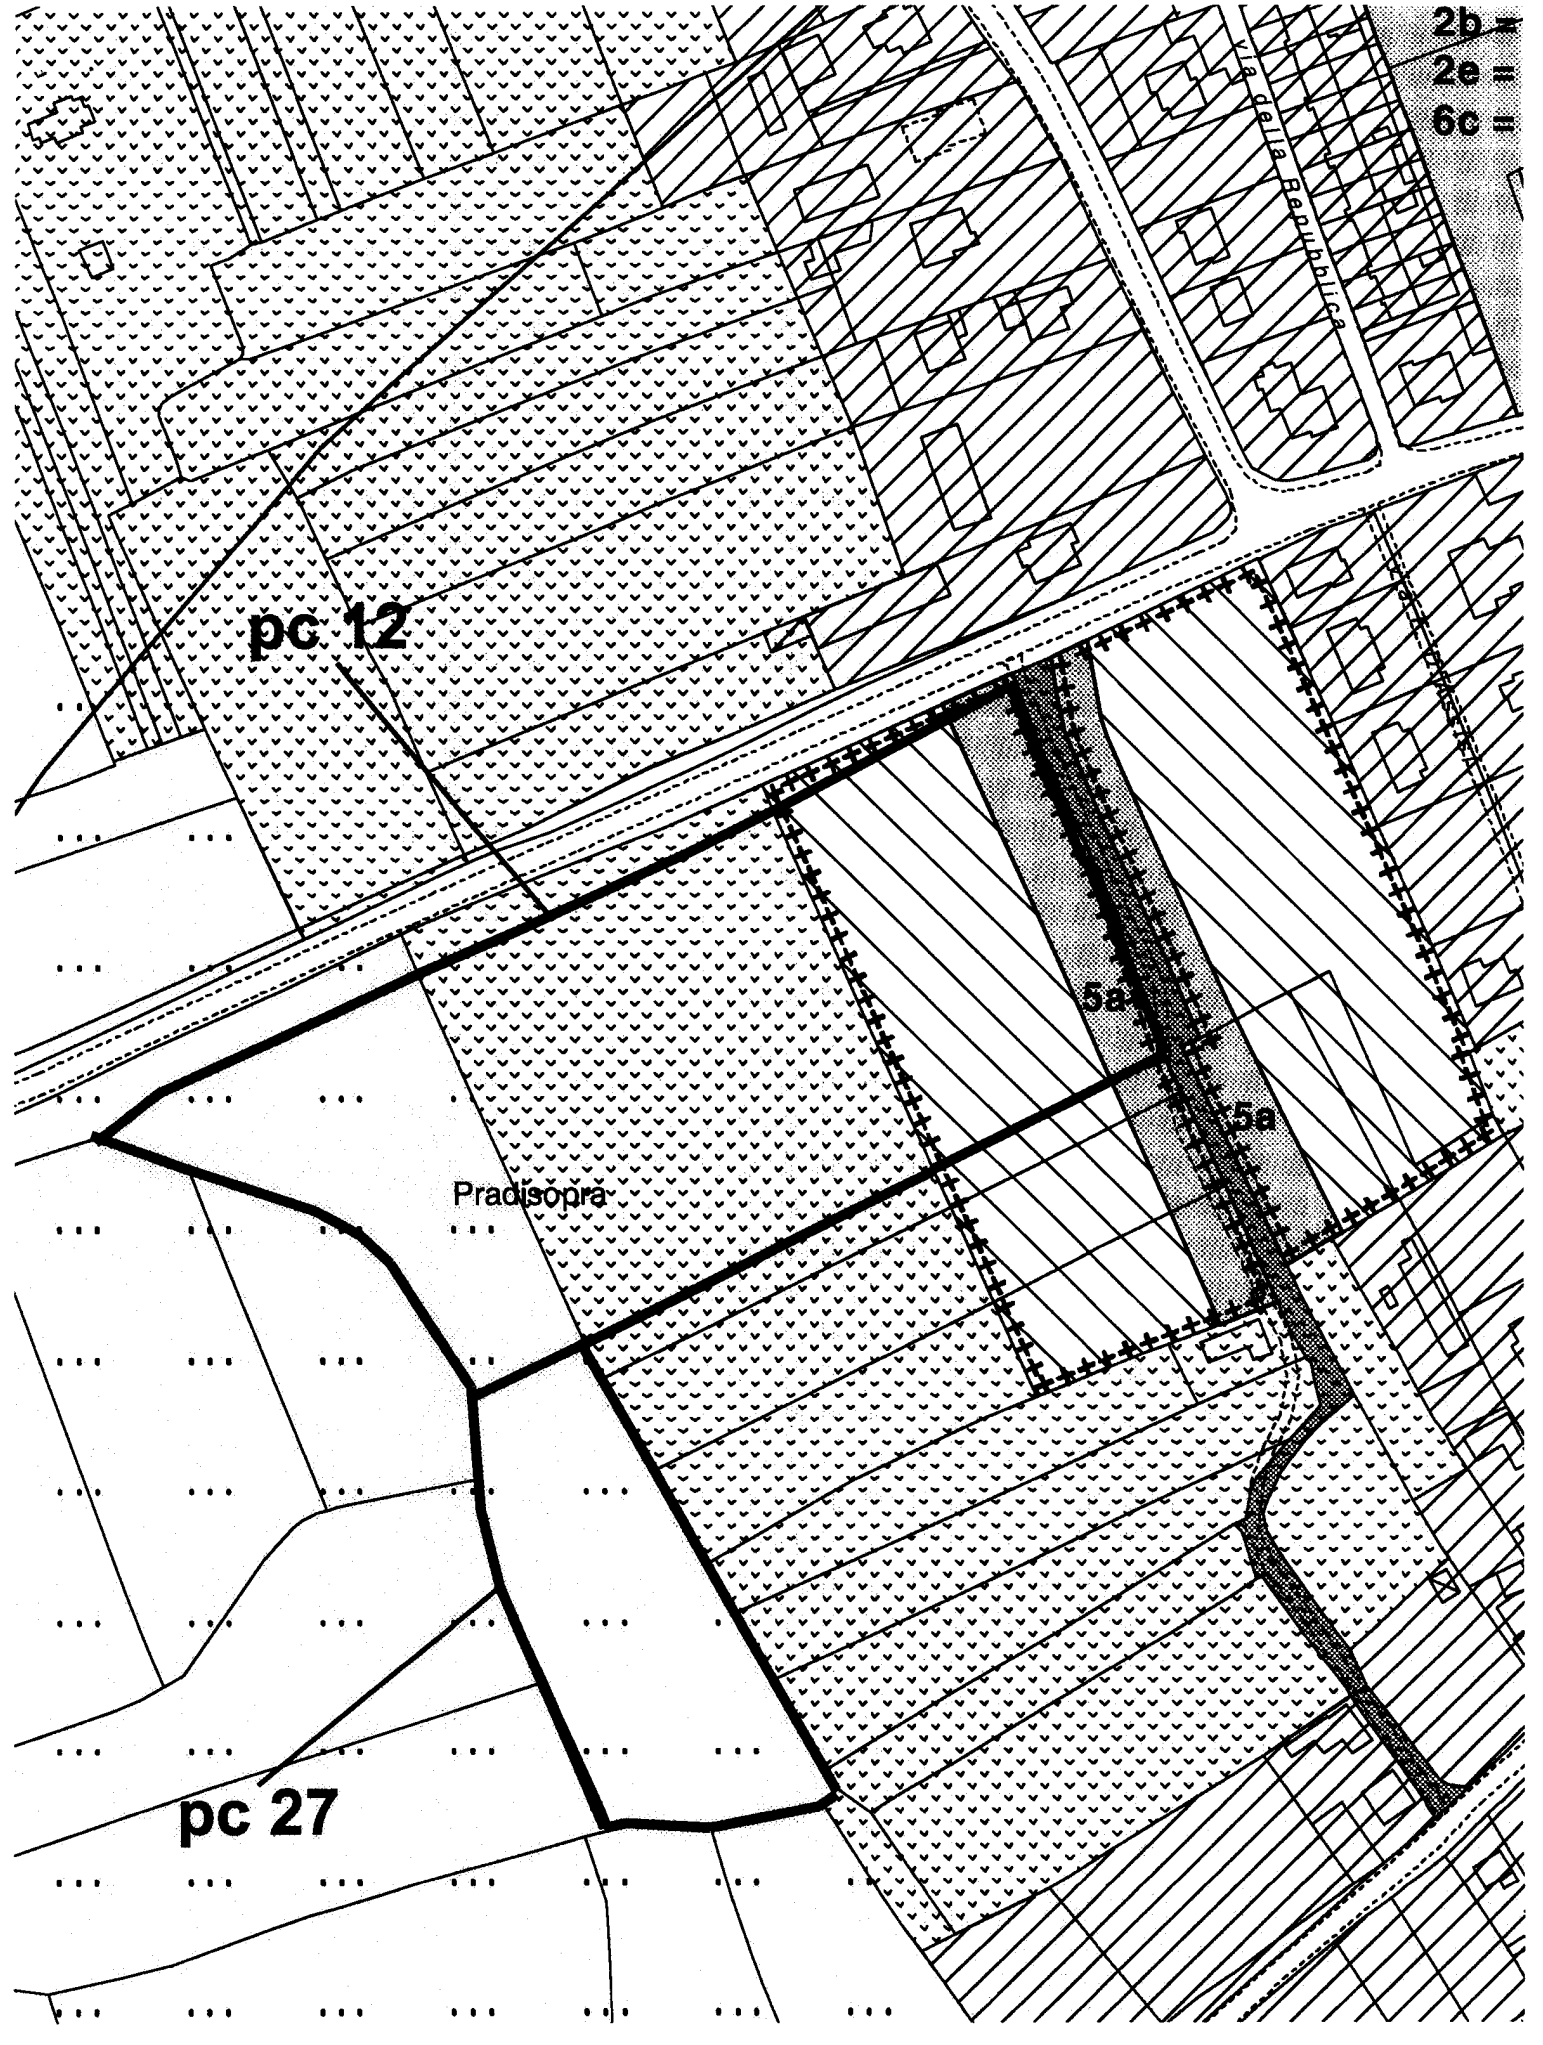 2b =
2e =
6c =
via della Repubblica
pc 12
5a
5a
Pradisopra
pc 27